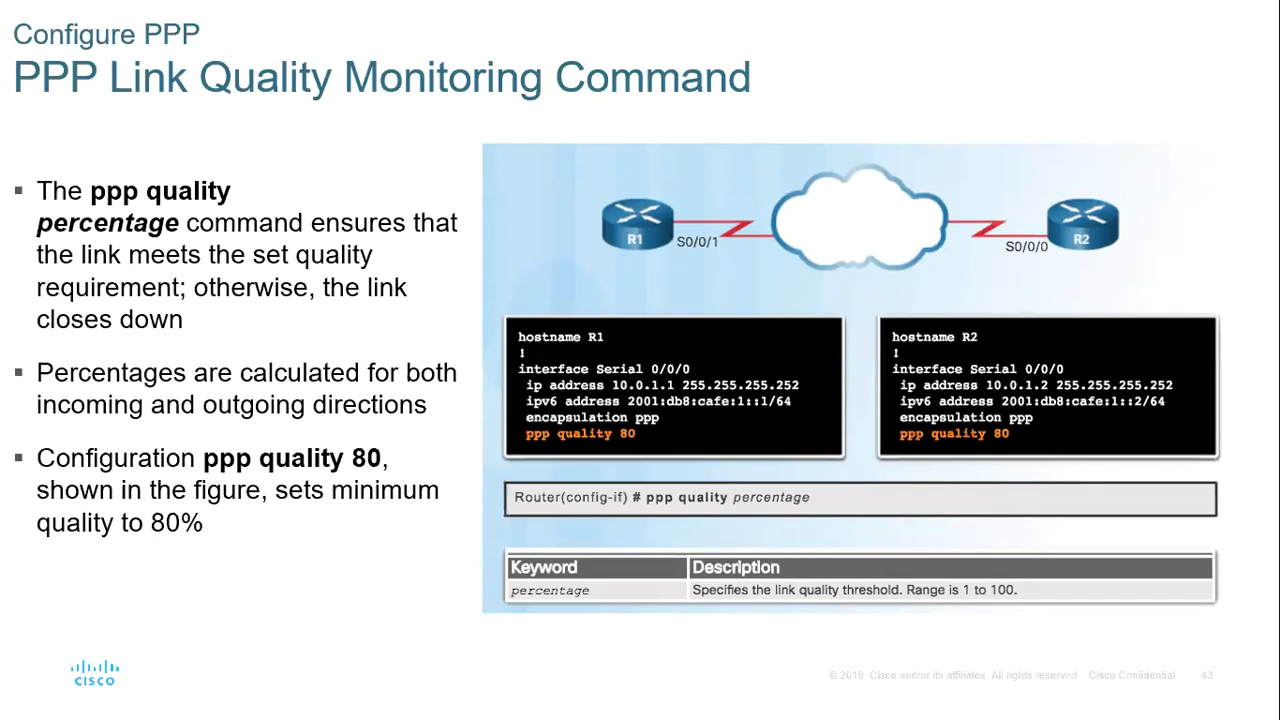 Configure PPP
PPP Link Quality Monitoring Command
▪ The ppp quality
percentage command ensures that
the link meets the set quality
requirement; otherwise, the link
closes down
▪ Percentages are calculated for both
incoming and outgoing directions
▪ Configuration ppp quality 80,
shown in the figure, sets minimum
quality to 80%
R1
S0/0/1
S0/0/0
R2
hostname R1
!
interface Serial 0/0/0
ip address 10.0.1.1 255.255.255.252
ipv6 address 2001:db8:cafe:1::1/64
encapsulation ppp
ppp quality 80
hostname R2
!
interface Serial 0/0/0
ip address 10.0.1.2 255.255.255.252
ipv6 address 2001:db8:cafe:1::2/64
encapsulation ppp
ppp quality 80
Router(config-if) # ppp quality percentage
Keyword Description
percentage Specifies the link quality threshold. Range is 1 to 100.
CISCO
© 2016 Cisco and/or its affiliates. All rights reserved. Cisco Confidential 43